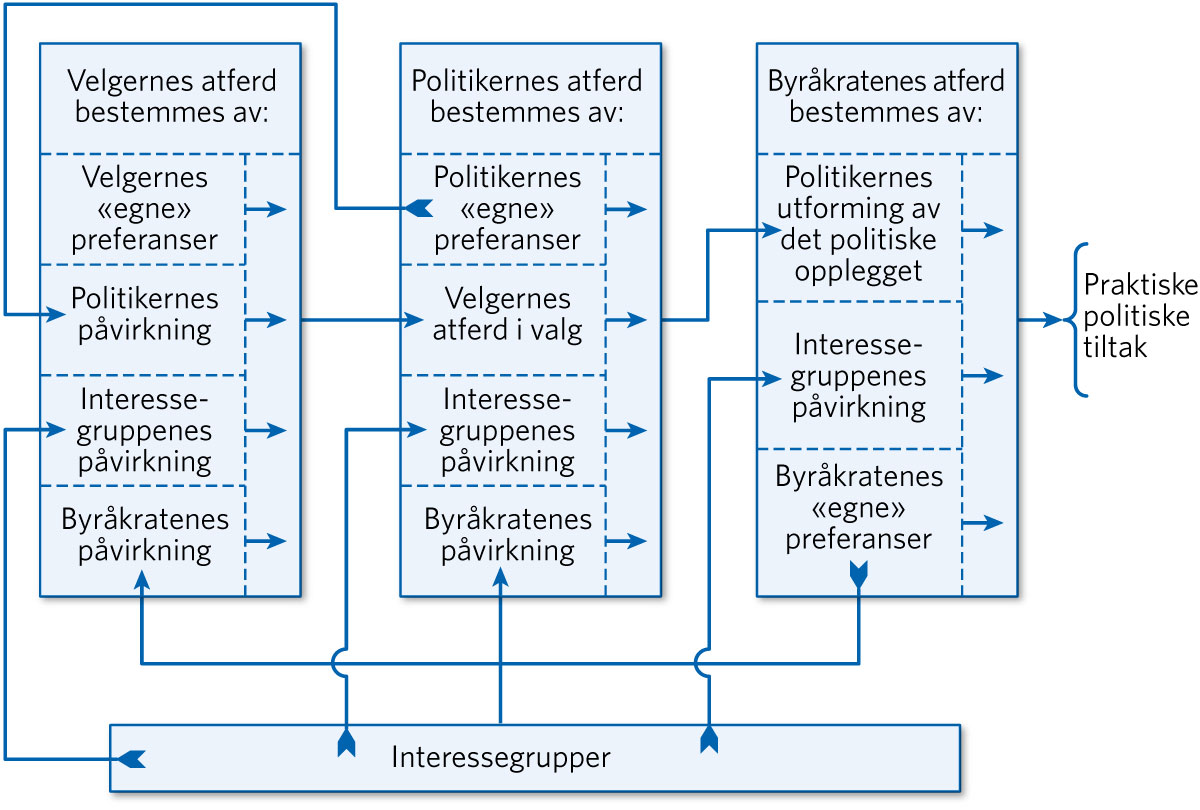 Velgernes atferd
bestemmes av:
Velgernes
«egne»
preferanser
Politikernes
påvirkning
Interesse-
gruppenes
påvirkning
Byråkratenes
påvirkning
Politikernes atferd
bestemmes av:
Politikernes
«egne»
preferanser
Velgernes
atferd i valg
Interesse-
gruppenes
påvirkning
Byråkratenes
påvirkning
Byråkratenes atferd
bestemmes av:
Politikernes
utforming av
det politiske
opplegget
Interesse-
gruppenes
påvirkning
Byråkratenes
«egne»
preferanser
Praktiske
politiske
tiltak
Interessegrupper